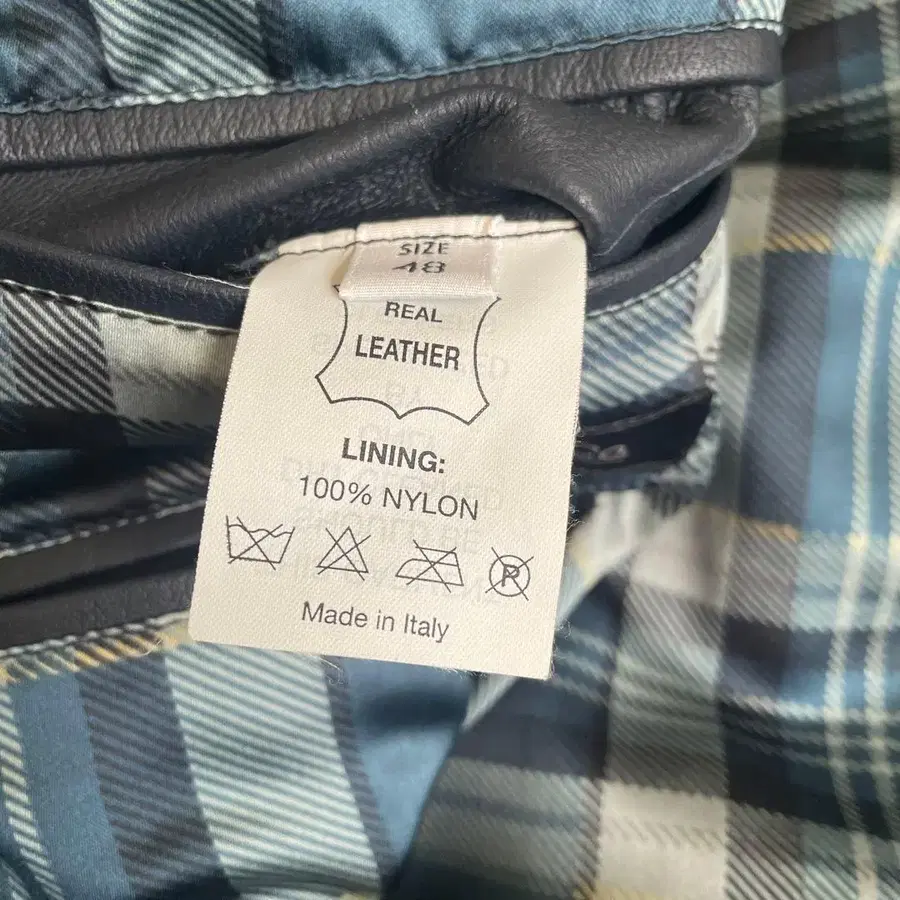 SIZE
48
REAL
LEATHER
LINING:
100% NYLON
P
Made in Italy